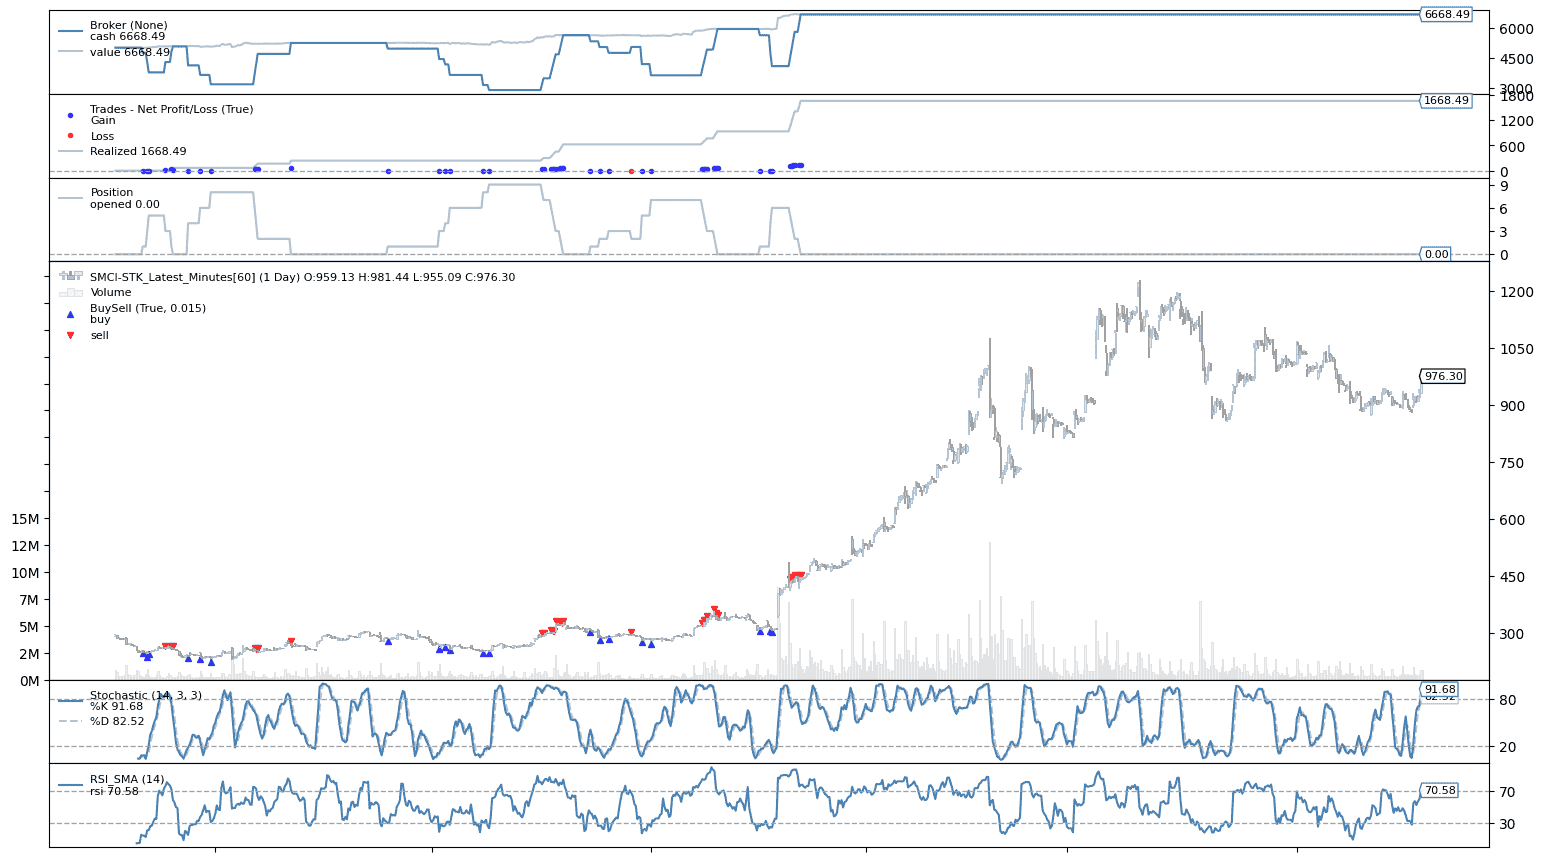 Broker (None)
cash 6668.49
value 6668.49
6668.49
6000
4500
3000
Trades - Net Profit/Loss (True)
Gain
Loss
Realized 1668.49
1800
1668.49
1200
600
0
Position
opened 0.00
9
6
3
0
0.00
SMCI-STK_Latest_Minutes[60] (1 Day) O:959.13 H:981.44 L:955.09 C:976.30
Volume
BuySell (True, 0.015)
buy
sell
1200
1050
976.30
900
750
600
450
300
15M
12M
10M
7M
5M
2M
0M
Stochastic (14, 3, 3)
%K 91.68
%D 82.52
91.68
82.52
80
20
RSI_SMA (14)
rsi 70.58
70.58
70
30